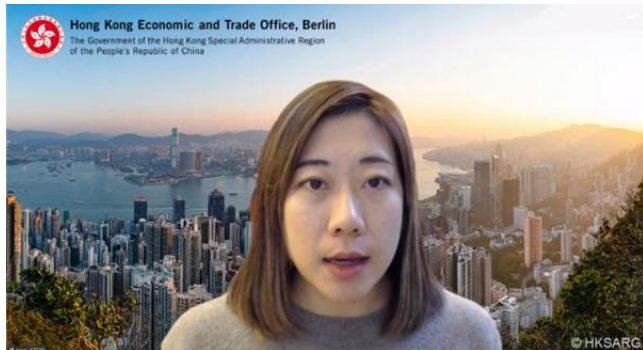 Hong Kong Economic and Trade Office, Berlin
The Government of the Hong Kong Special Administrative Region
of the People's Republic of China
© HKSARG